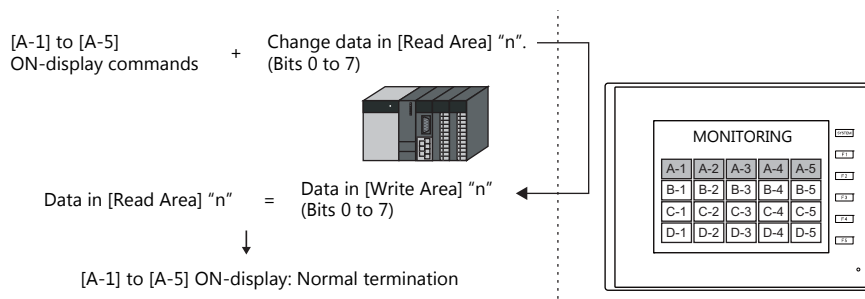 [A-1] to [A-5]
ON-display commands
+
Change data in [Read Area] “n”.
(Bits 0 to 7)
Data in [Read Area] “n”
=
Data in [Write Area] “n”
(Bits 0 to 7)
[A-1] to [A-5] ON-display: Normal termination
MONITORING
A-1 A-2 A-3 A-4 A-5
B-1 B-2 B-3 B-4 B-5
C-1 C-2 C-3 C-4 C-5
D-1 D-2 D-3 D-4 D-5
SYSTEM
F1
F2
F3
F4
F5